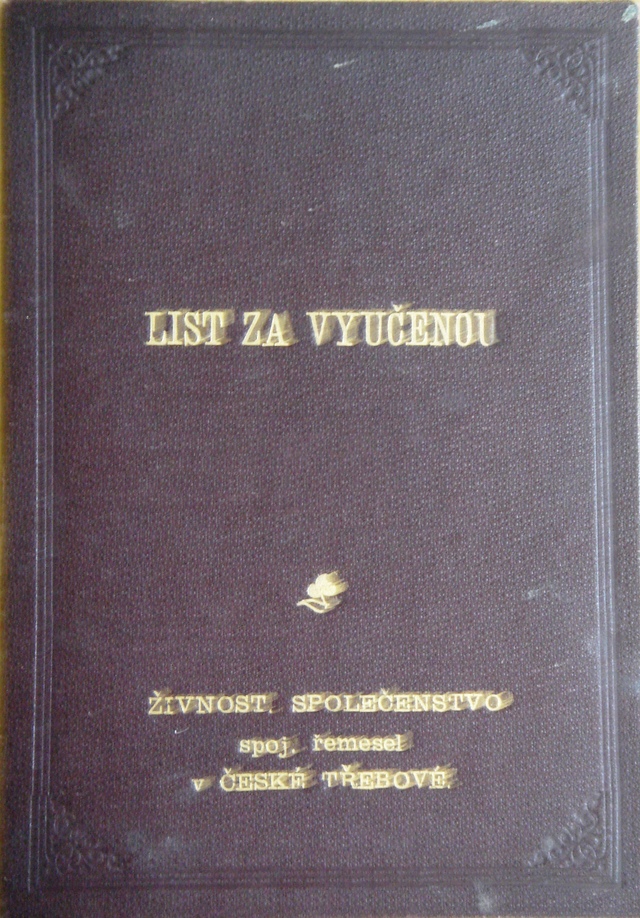 LIST ZA VYUČENOU
ŽIVNOST. SPOLEČENSTVO
spoj. řemesel
v ČESKÉ TŘEBOVÉ.